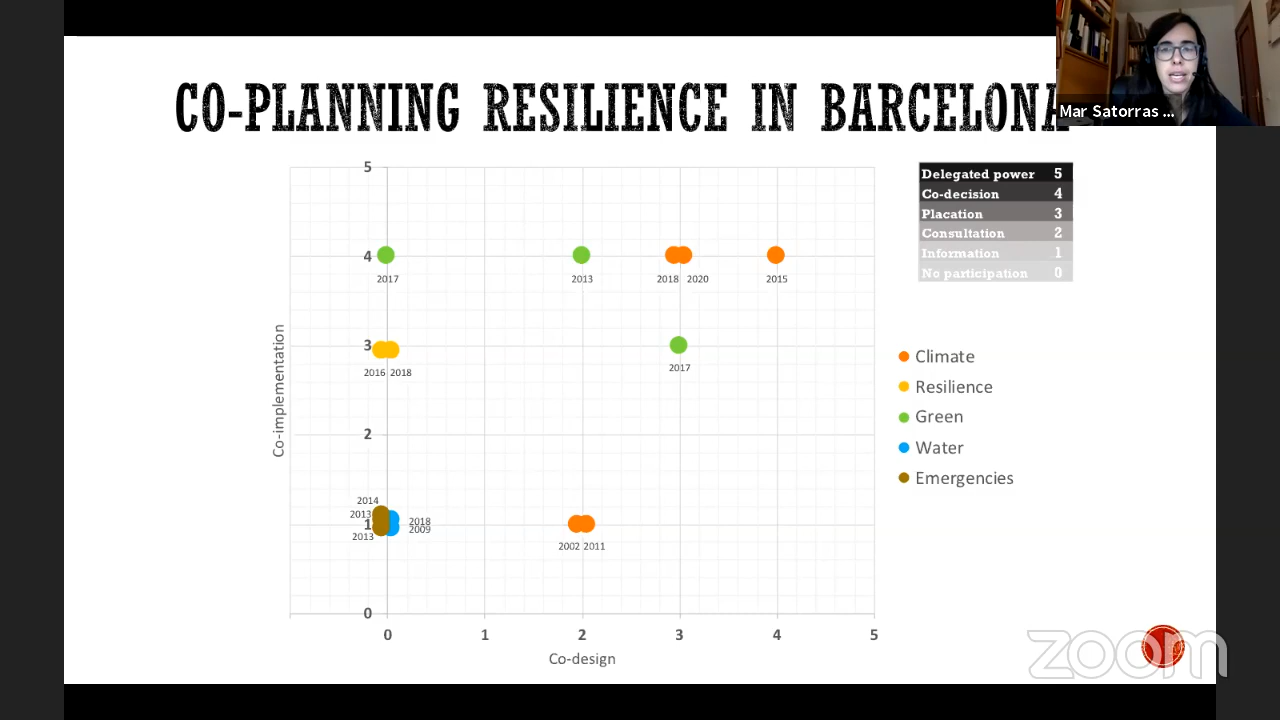 CO-PLANNING RESILIENCE IN BARCELONA
Mar Satorras ...
Delegated power 5
Co-decision 4
Placation 3
Consultation 2
Information 1
No participation 0
5
4
3
2
1
0
Co-implementation
2017
2013
2018 2020
2015
2016 2018
2017
2014
2013
2013
2018
2009
2002 2011
0 1 2 3 4 5
Co-design
Climate
Resilience
Green
Water
Emergencies
zoom